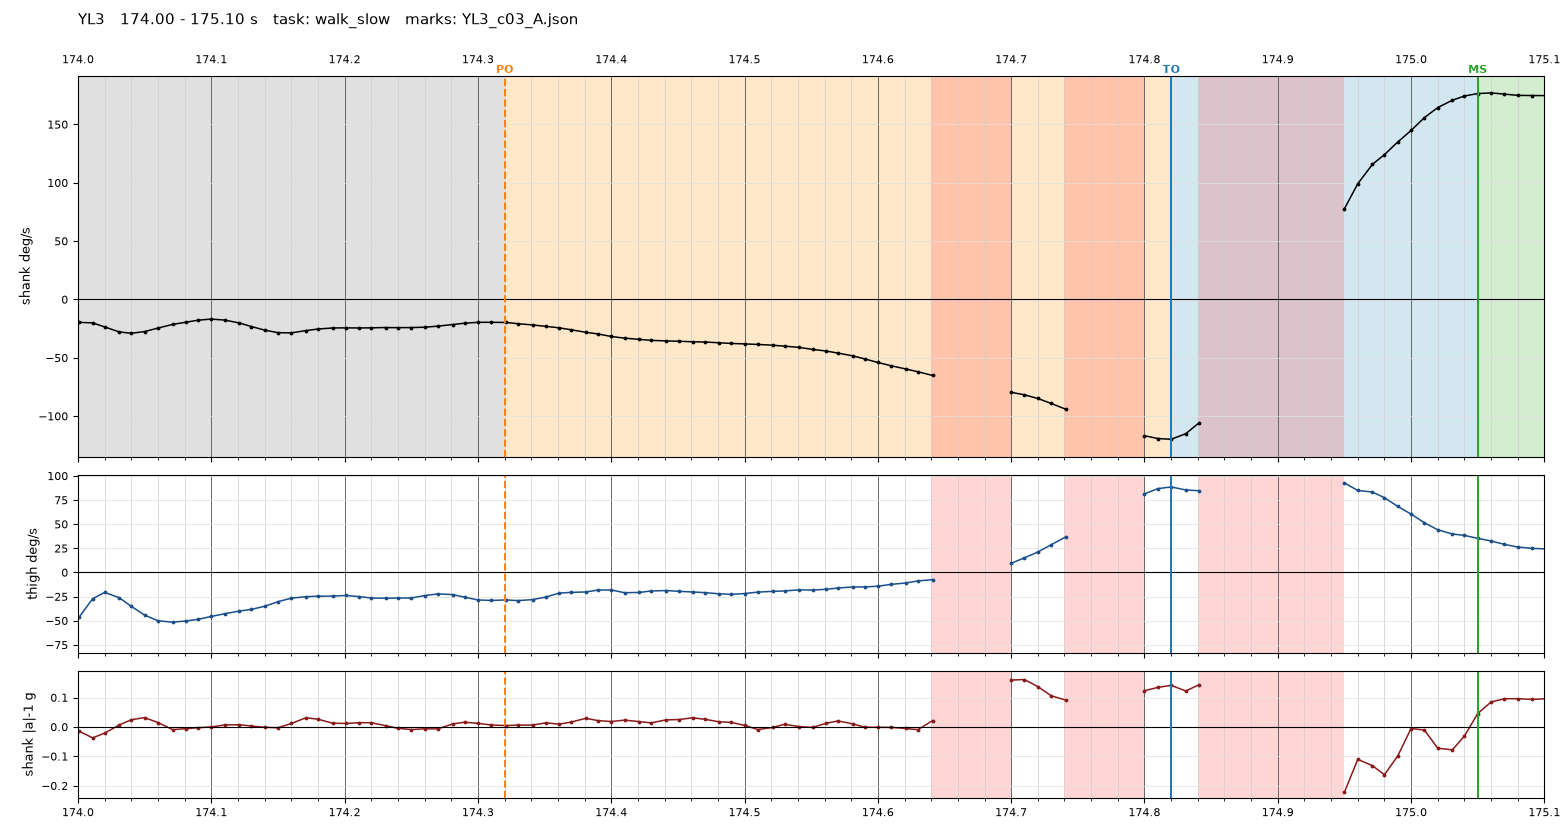 YL3   174.00 - 175.10 s   task: walk_slow   marks: YL3_c03_A.json
174.0 174.1 174.2 174.3 174.4 174.5 174.6 174.7 174.8 174.9 175.0 175.1
PO TO MS
shank deg/s
150
100
50
0
−50
−100
thigh deg/s
100
75
50
25
0
−25
−50
−75
shank |a|-1 g
0.1
0.0
−0.1
−0.2
174.0 174.1 174.2 174.3 174.4 174.5 174.6 174.7 174.8 174.9 175.0 175.1